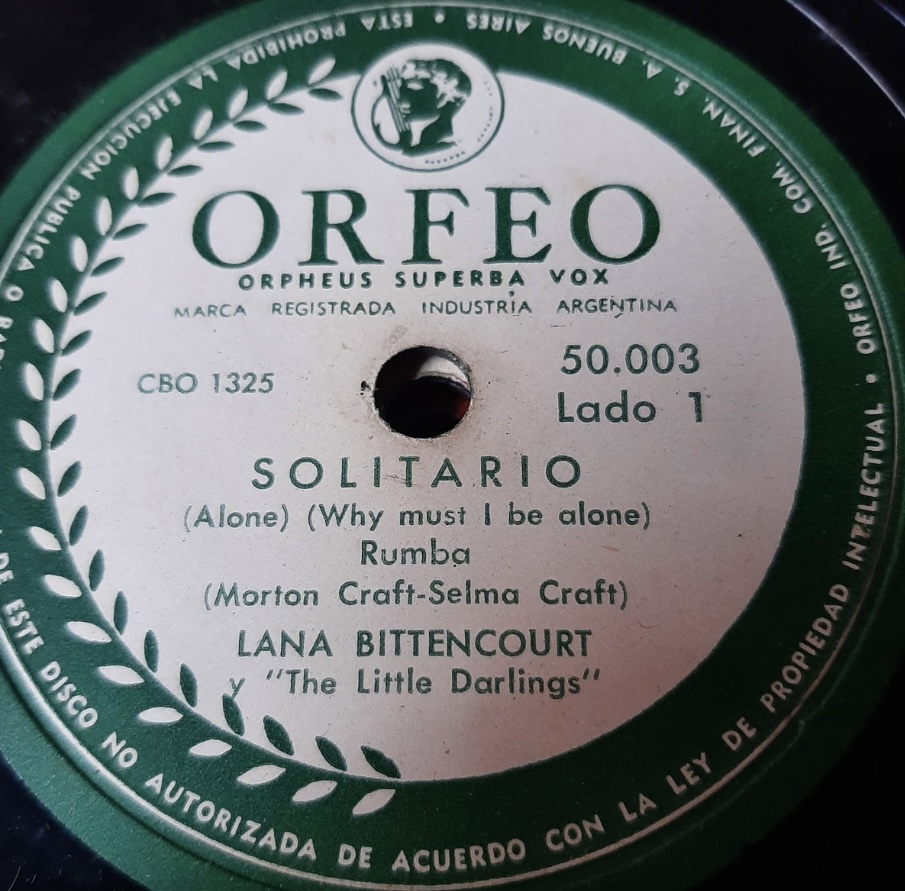 ORFEO
ORPHEUS SUPERBA VOX
MARCA REGISTRADA INDUSTRIA ARGENTINA
CBO 1325
50.003
Lado 1
SOLITARIO
(Alone) (Why must I be alone)
Rumba
(Morton Craft-Selma Craft)
LANA BITTENCOURT
y "The Little Darlings"
ORFEO IND. COM. FINAN. S. A. BUENOS AIRES • ESTA PROHIBIDA LA EJECUCION PUBLICA O
DE ESTE DISCO NO AUTORIZADA DE ACUERDO CON LA LEY DE PROPIEDAD INTELECTUAL •